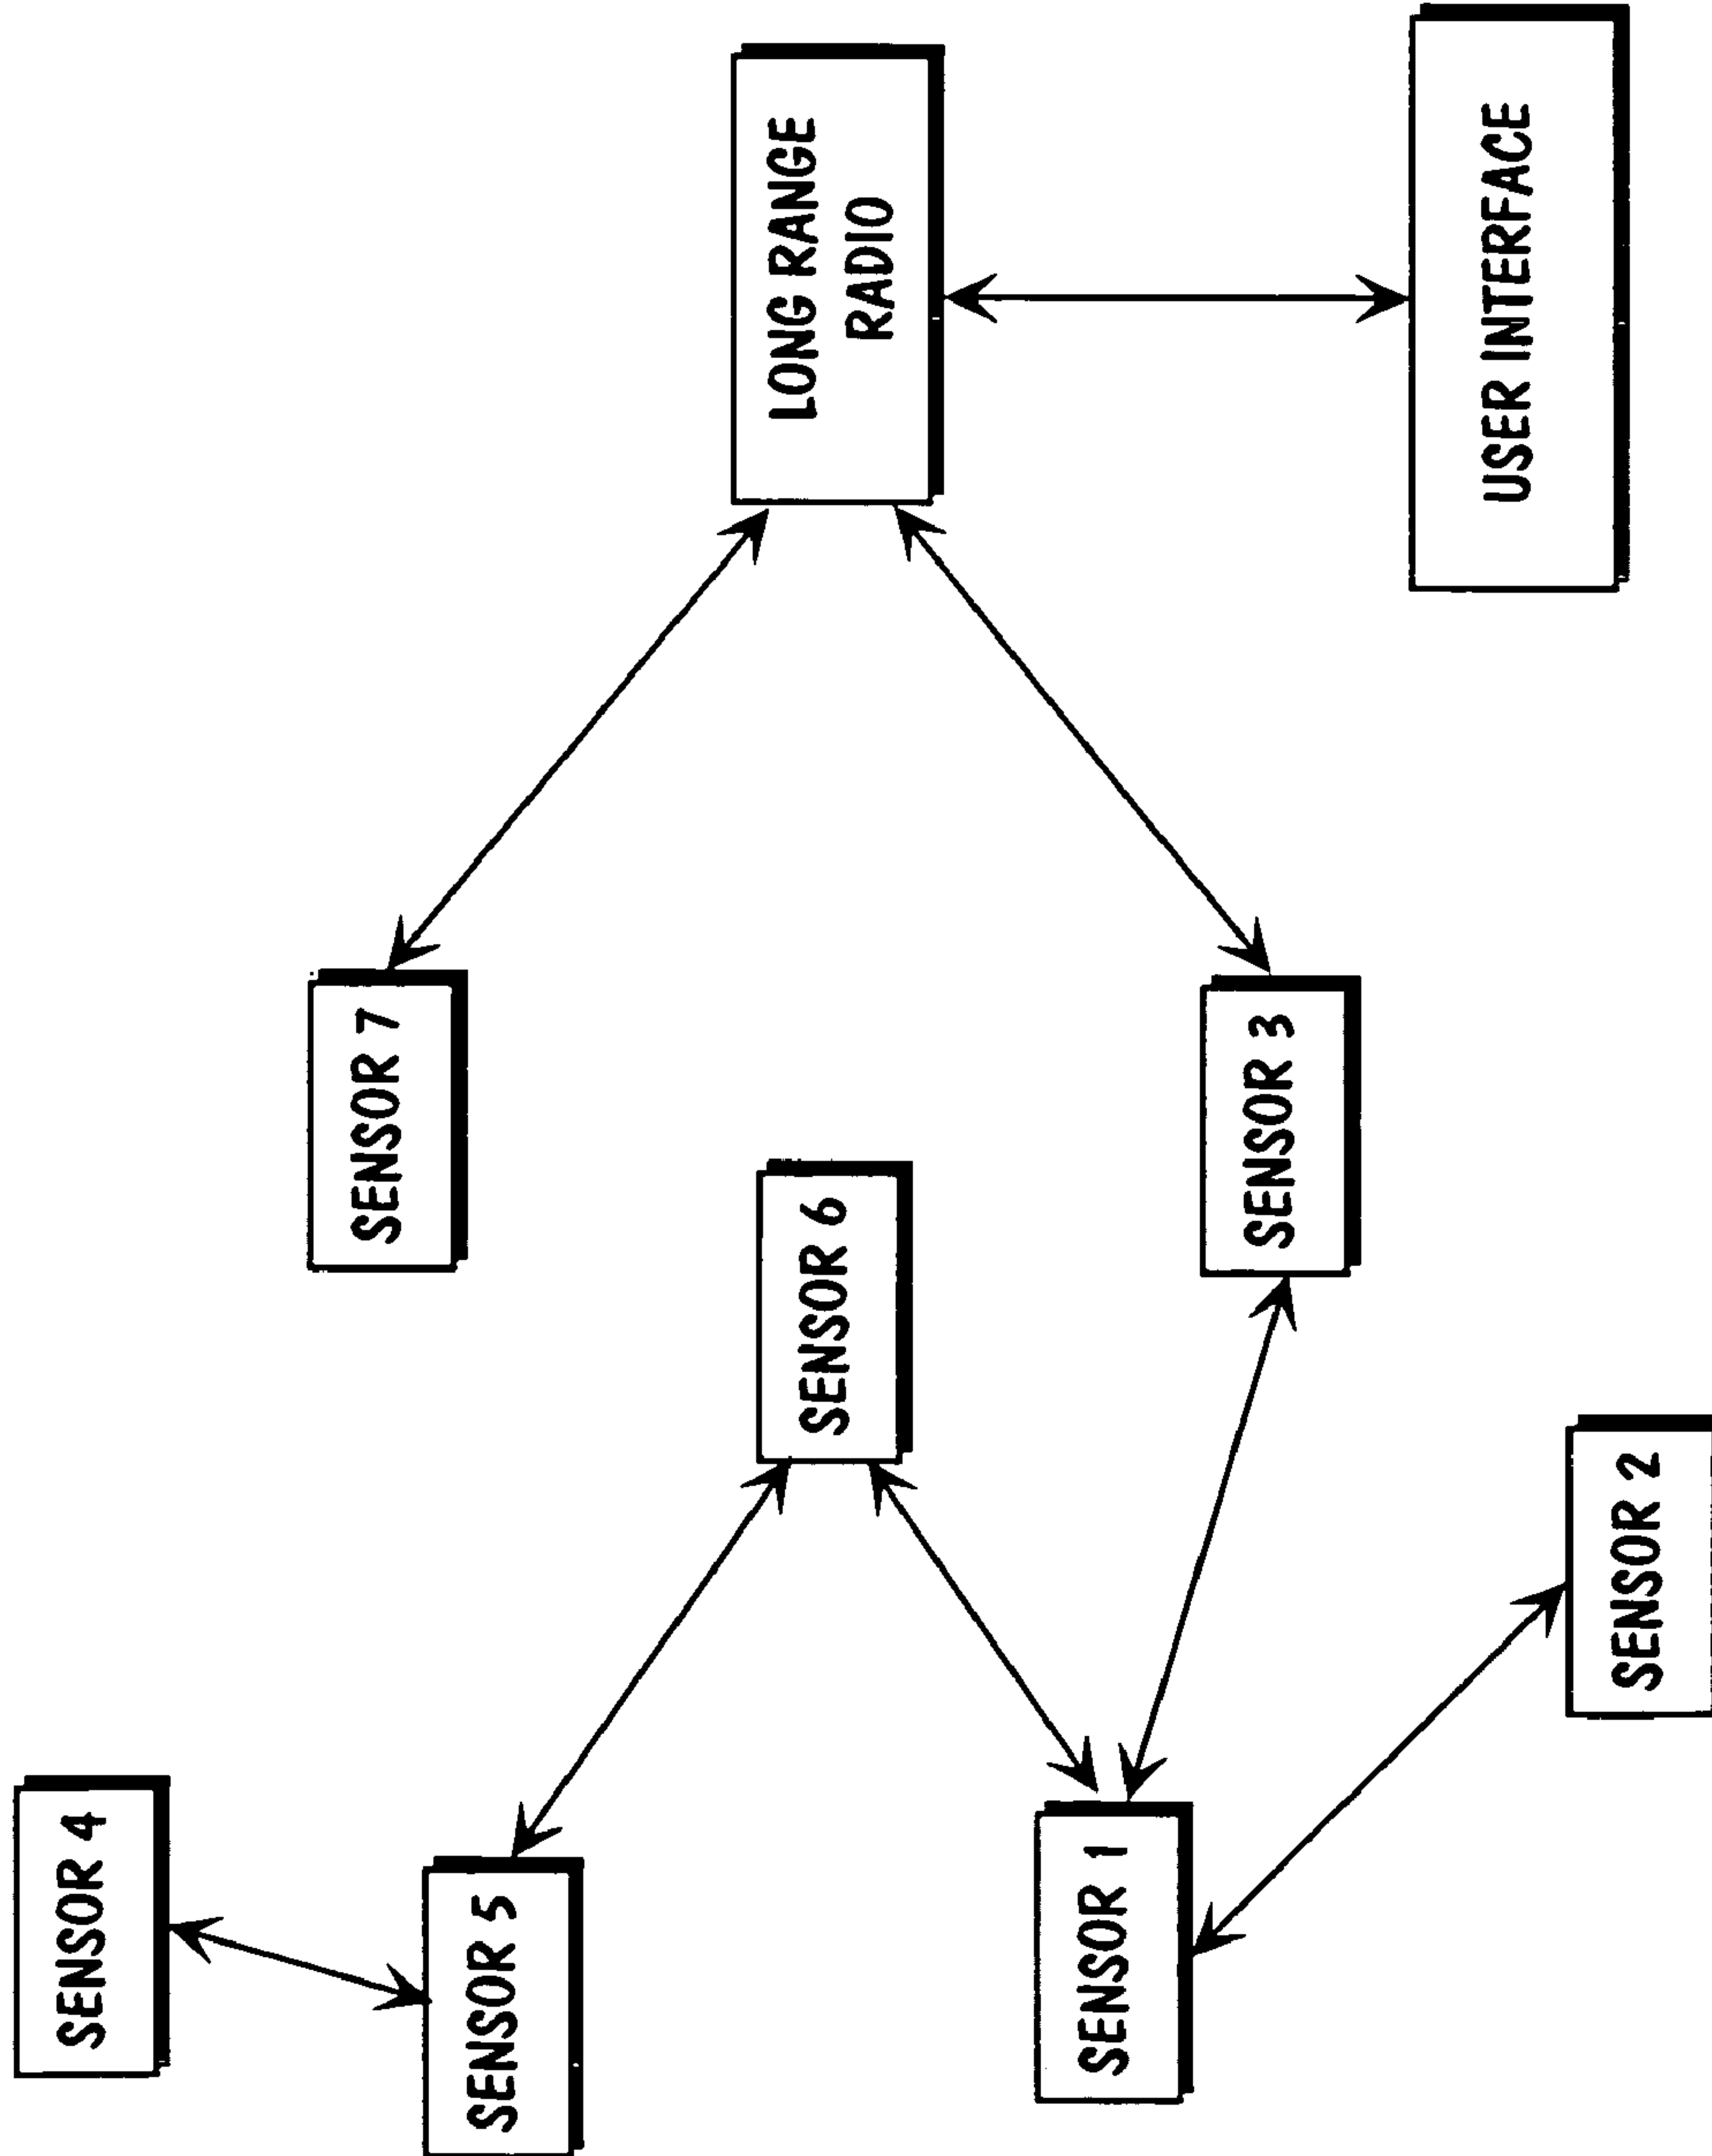 SENSOR 4
SENSOR 5
SENSOR 7
SENSOR 6
LONG RANGE
RADIO
SENSOR 1
SENSOR 3
SENSOR 2
USER INTERFACE